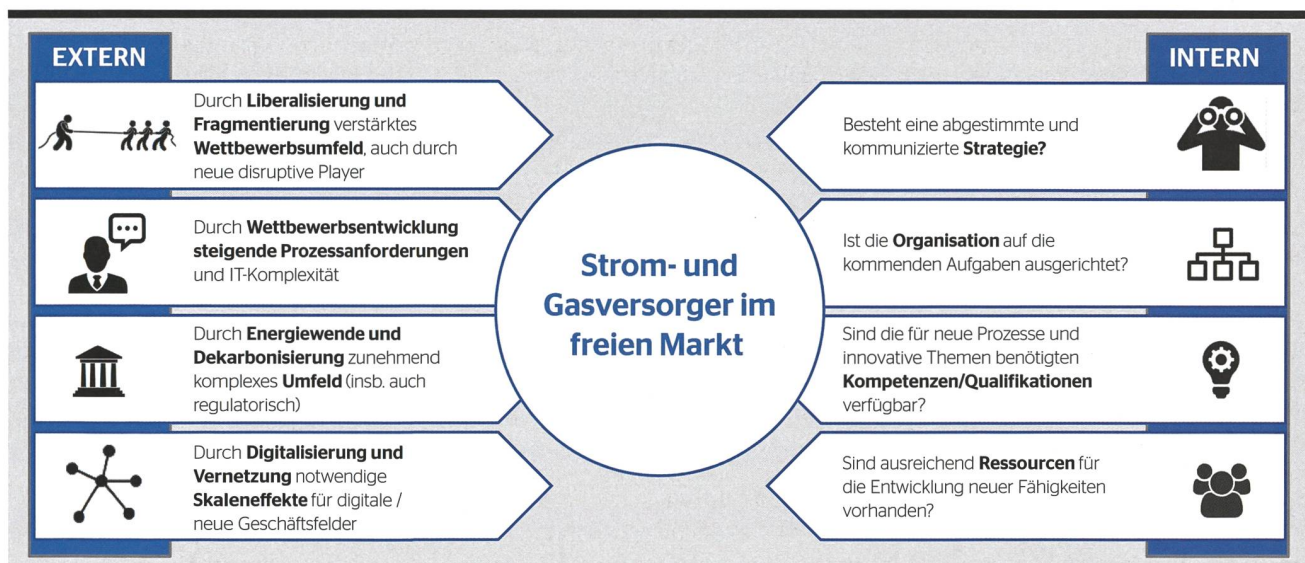 EXTERN
Durch Liberalisierung und
Fragmentierung verstärktes
Wettbewerbsumfeld, auch durch
neue disruptive Player
Durch Wettbewerbsentwicklung
steigende Prozessanforderungen
und IT-Komplexität
Durch Energiewende und
Dekarbonisierung zunehmend
komplexes Umfeld (insb. auch
regulatorisch)
Durch Digitalisierung und
Vernetzung notwendige
Skaleneffekte für digitale /
neue Geschäftsfelder
Strom- und
Gasversorger im
freien Markt
INTERN
Besteht eine abgestimmte und
kommunizierte Strategie?
Ist die Organisation auf die
kommenden Aufgaben ausgerichtet?
Sind die für neue Prozesse und
innovative Themen benötigten
Kompetenzen/Qualifikationen
verfügbar?
Sind ausreichend Ressourcen für
die Entwicklung neuer Fähigkeiten
vorhanden?